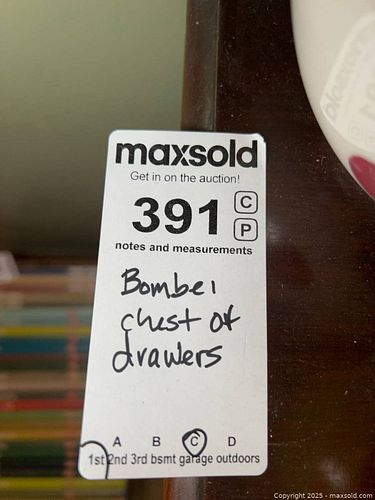 maxsold
Get in on the auction!
391 C
P
notes and measurements
Bombei
chest of
drawers
A B C D
1st 2nd 3rd bsmt garage outdoors
maxsold
Copyright 2025 - maxsold.com